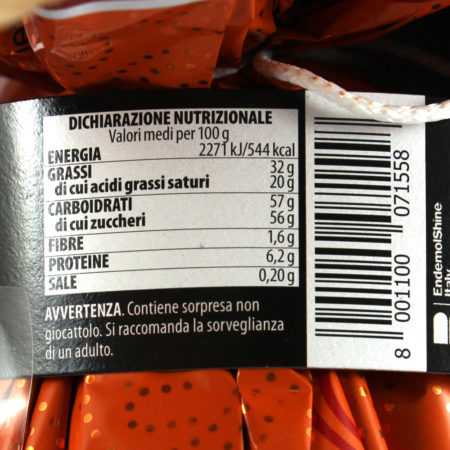 DICHIARAZIONE NUTRIZIONALE
Valori medi per 100 g
ENERGIA 2271 kJ/544 kcal
GRASSI 32 g
di cui acidi grassi saturi 20 g
CARBOIDRATI 57 g
di cui zuccheri 56 g
FIBRE 1,6 g
PROTEINE 6,2 g
SALE 0,20 g
AVVERTENZA. Contiene sorpresa non
giocattolo. Si raccomanda la sorveglianza
di un adulto.
8 001100 071558
EndemolShine
Italy